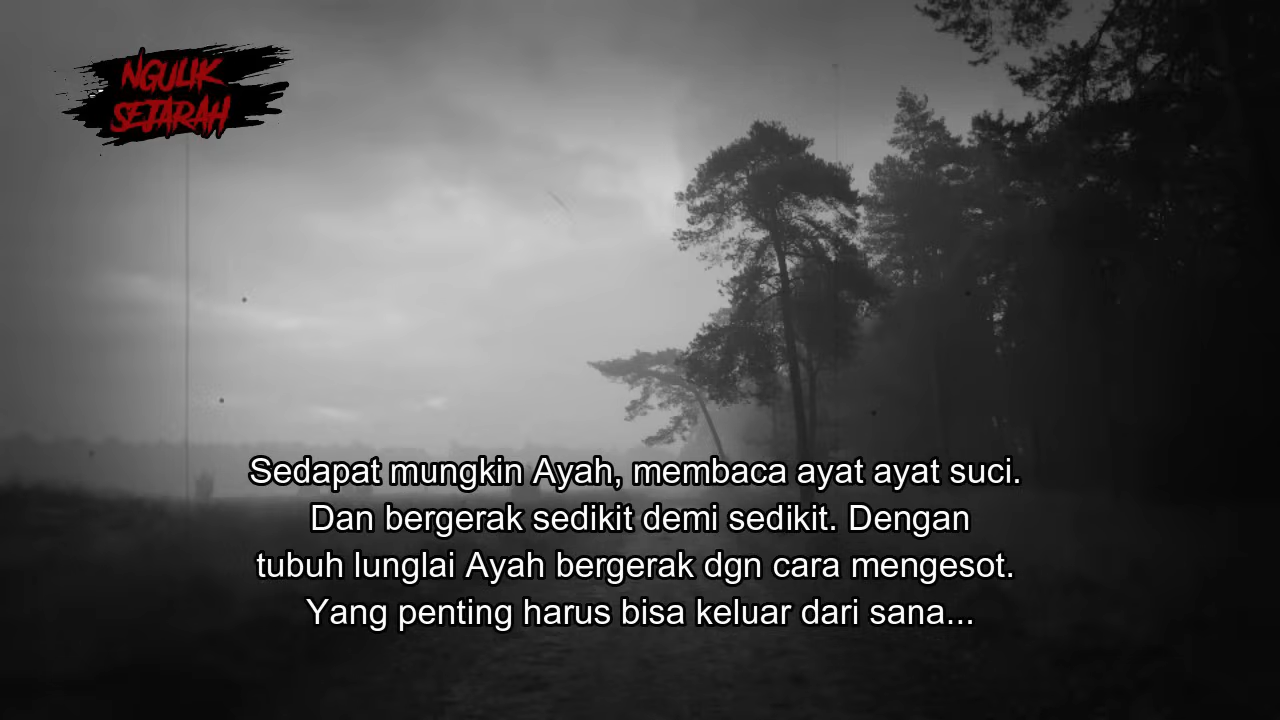 NGULIK
SEJARAH
Sedapat mungkin Ayah, membaca ayat ayat suci.
Dan bergerak sedikit demi sedikit. Dengan
tubuh lunglai Ayah bergerak dgn cara mengesot.
Yang penting harus bisa keluar dari sana...